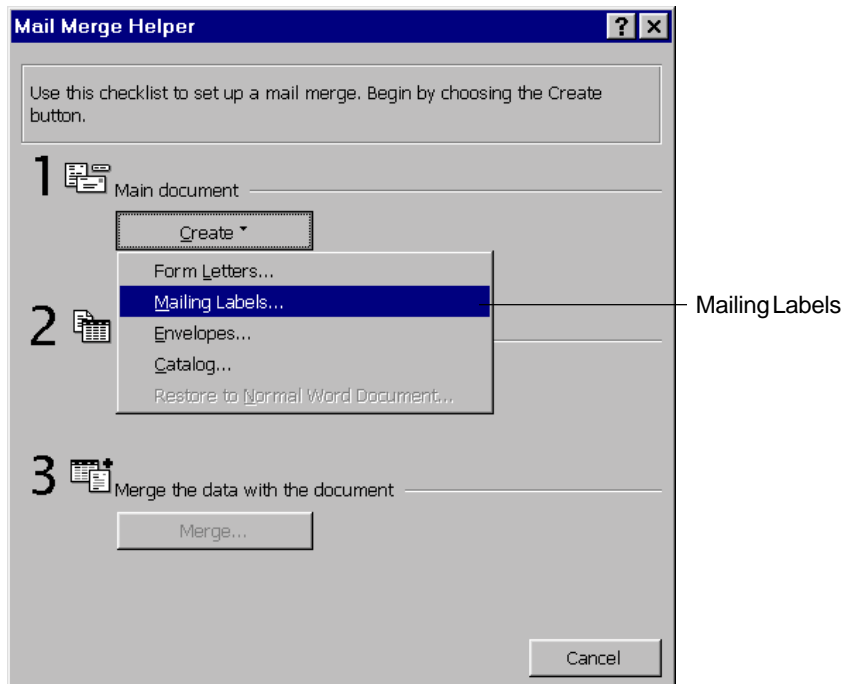 Mail Merge Helper
Use this checklist to set up a mail merge. Begin by choosing the Create
button.
1
Main document
Create
Form Letters...
Mailing Labels...
Mailing Labels
2
Envelopes...
Catalog...
Restore to Normal Word Document...
3
Merge the data with the document
Merge...
Cancel